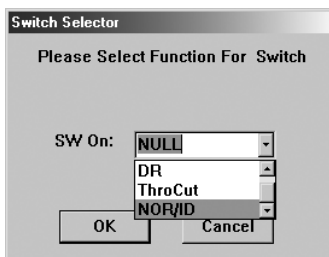 Switch Selector
Please Select Function For Switch
SW On: NULL
DR
ThroCut
NOR/ID
OK Cancel